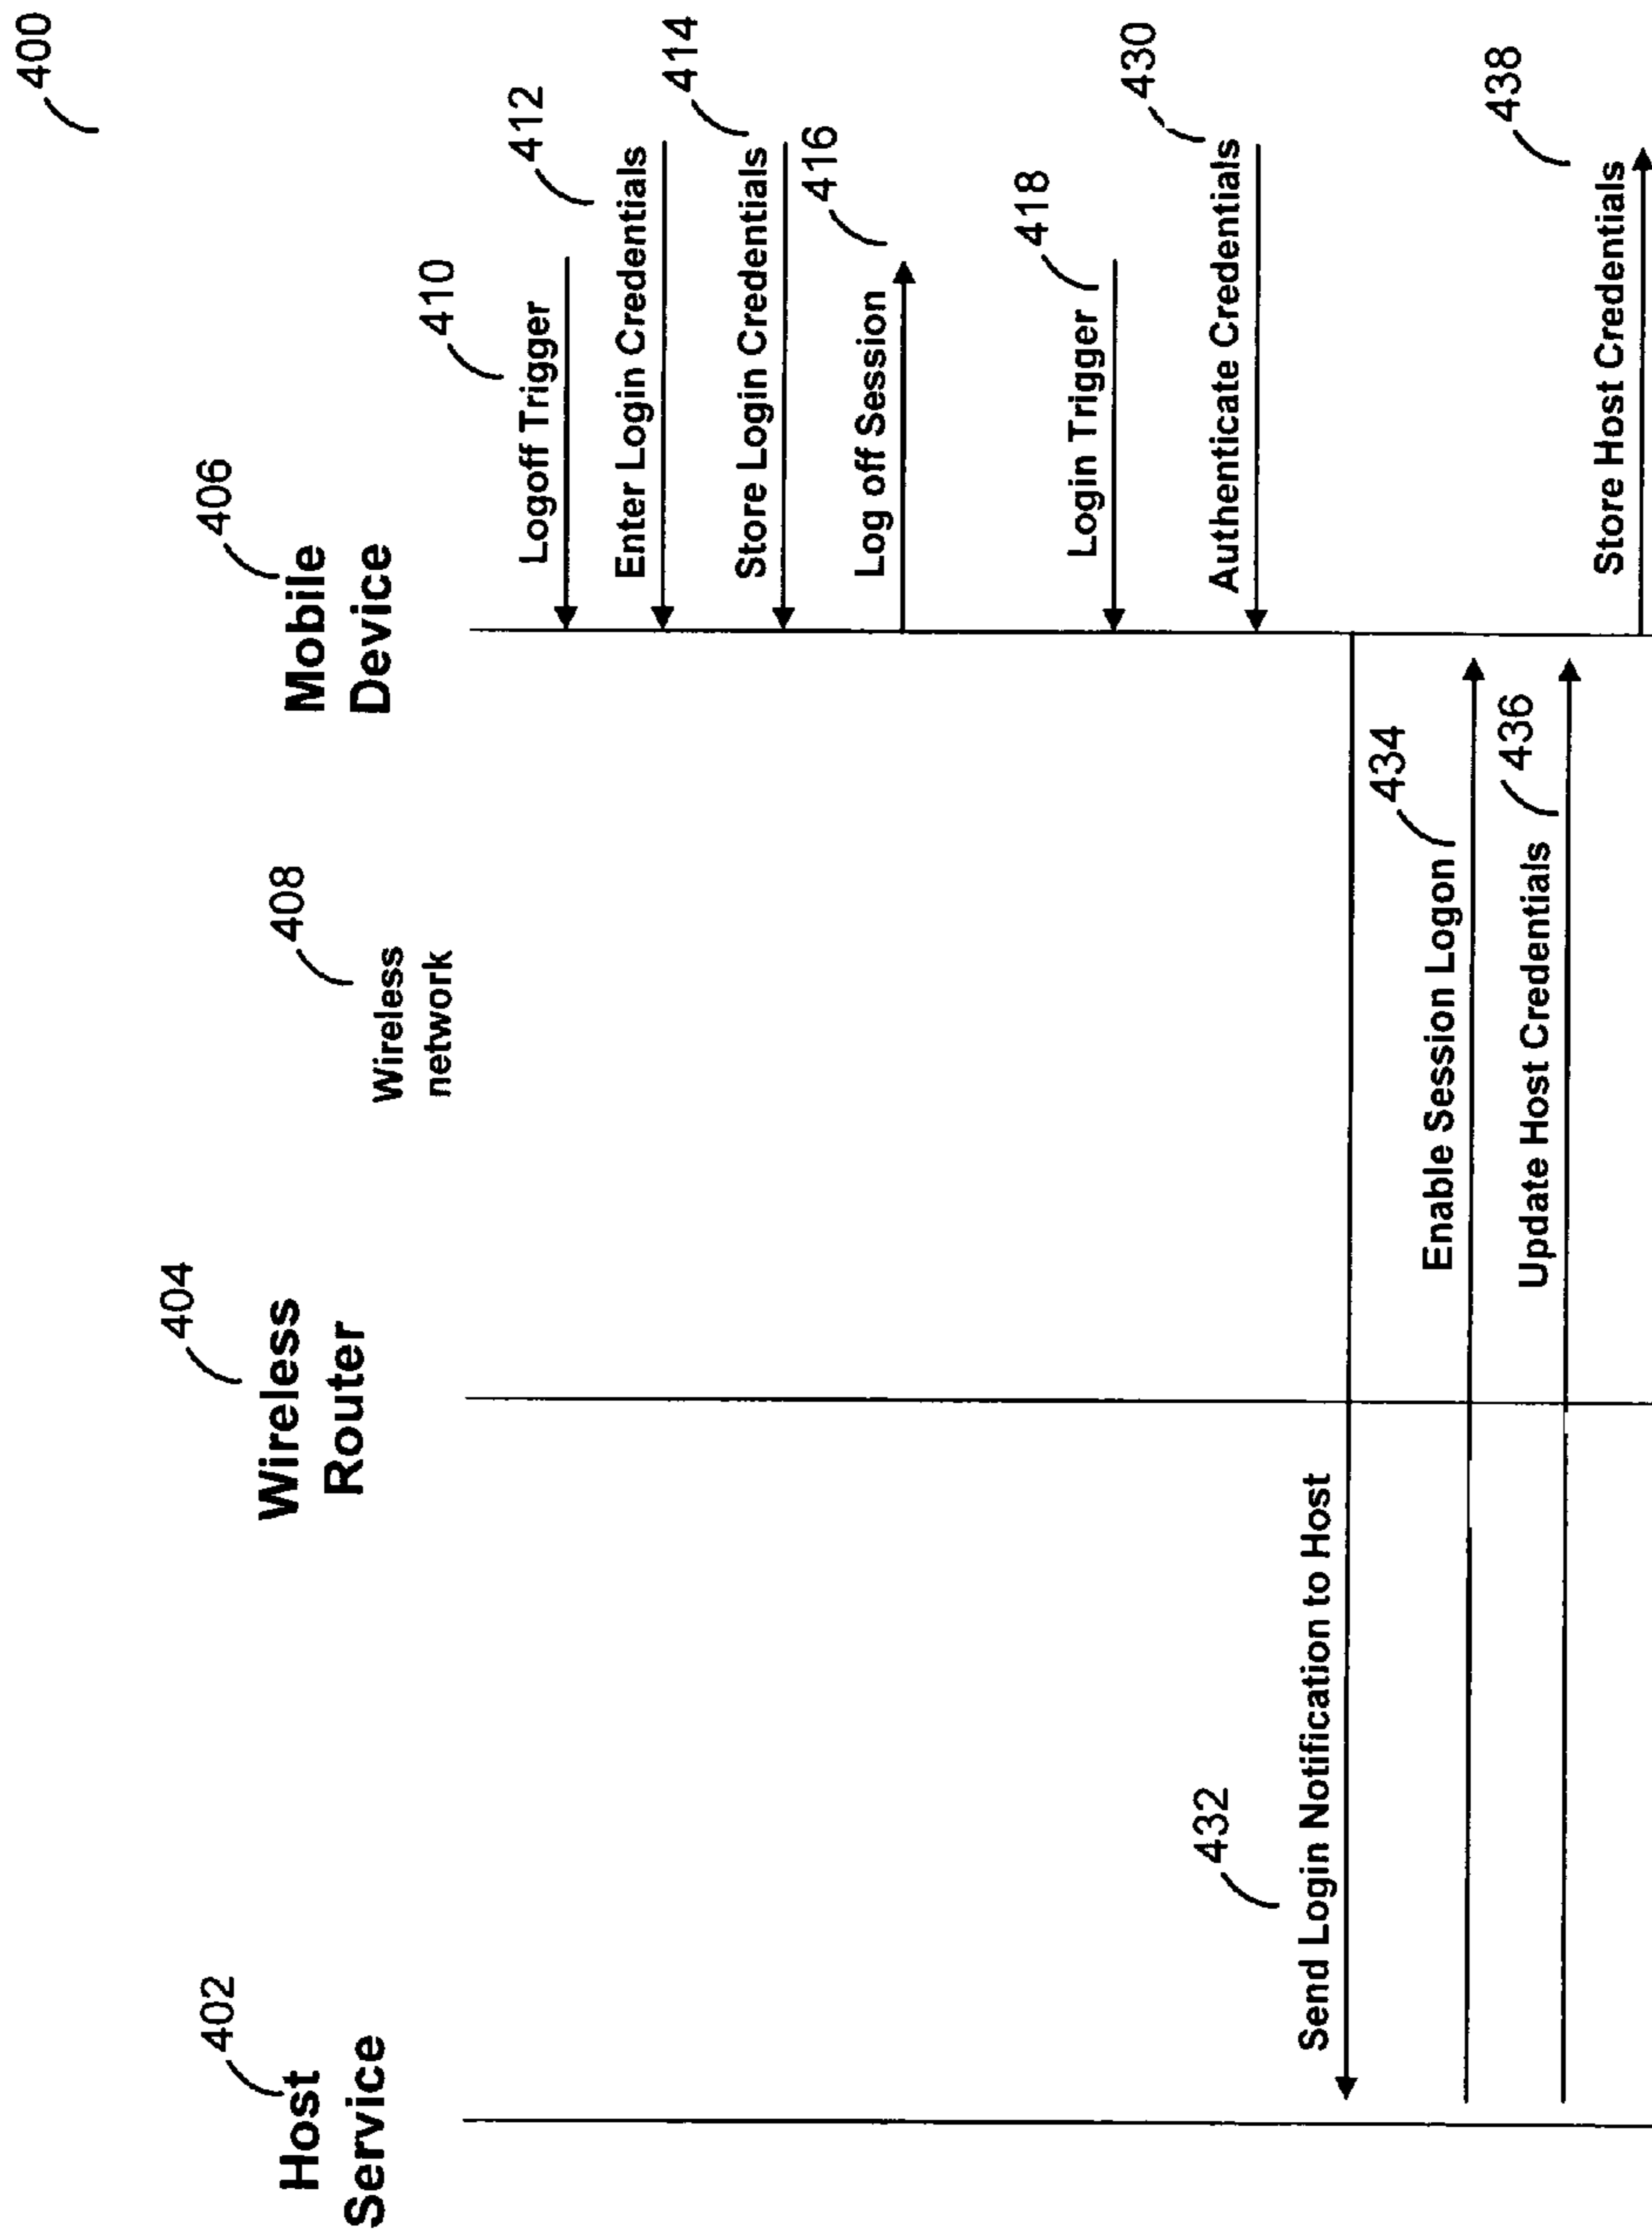 400
402
Host
Service
404
Wireless
Router
408
Wireless
network
406
Mobile
Device
410
Logoff Trigger
412
Enter Login Credentials
414
Store Login Credentials
416
Log off Session
418
Login Trigger
430
Authenticate Credentials
432
Send Login Notification to Host
434
Enable Session Logon
436
Update Host Credentials
438
Store Host Credentials